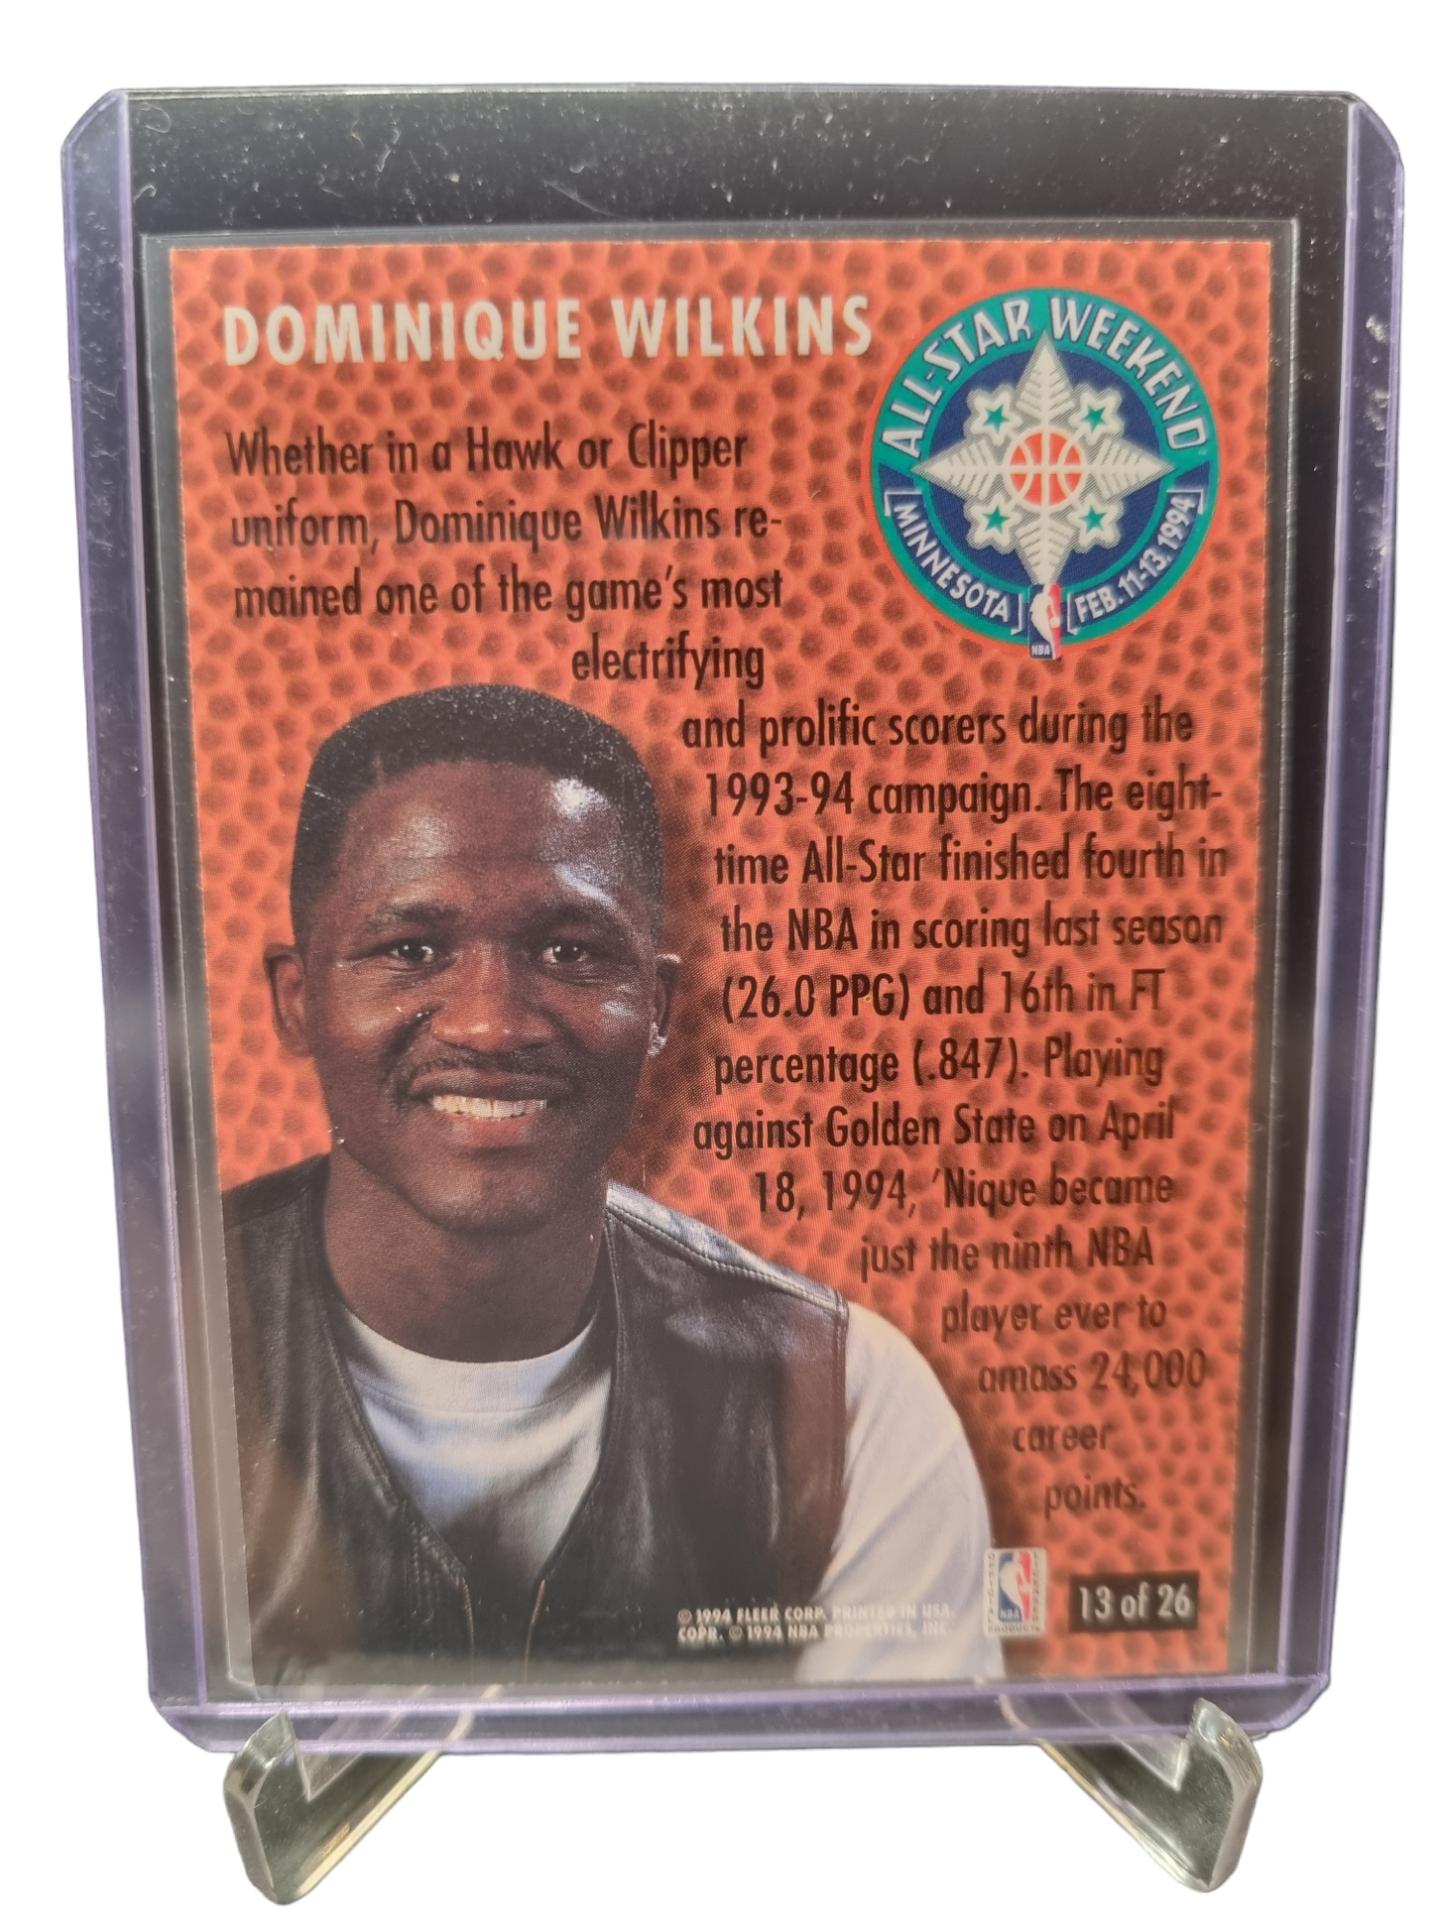 DOMINIQUE WILKINS
ALL-STAR WEEKEND
MINNESOTA
FEB. 11-13, 1994
NBA
Whether in a Hawk or Clipper
uniform, Dominique Wilkins re-
mained one of the game's most
electrifying
and prolific scorers during the
1993-94 campaign. The eight-
time All-Star finished fourth in
the NBA in scoring last season
(26.0 PPG) and 16th in FT
percentage (.847). Playing
against Golden State on April
18, 1994, 'Nique became
just the ninth NBA
player ever to
amass 24,000
career
points.
© 1994 FLEER CORP. PRINTED IN USA.
COPR. © 1994 NBA PROPERTIES, INC.
NBA
PRODUCT
13 of 26